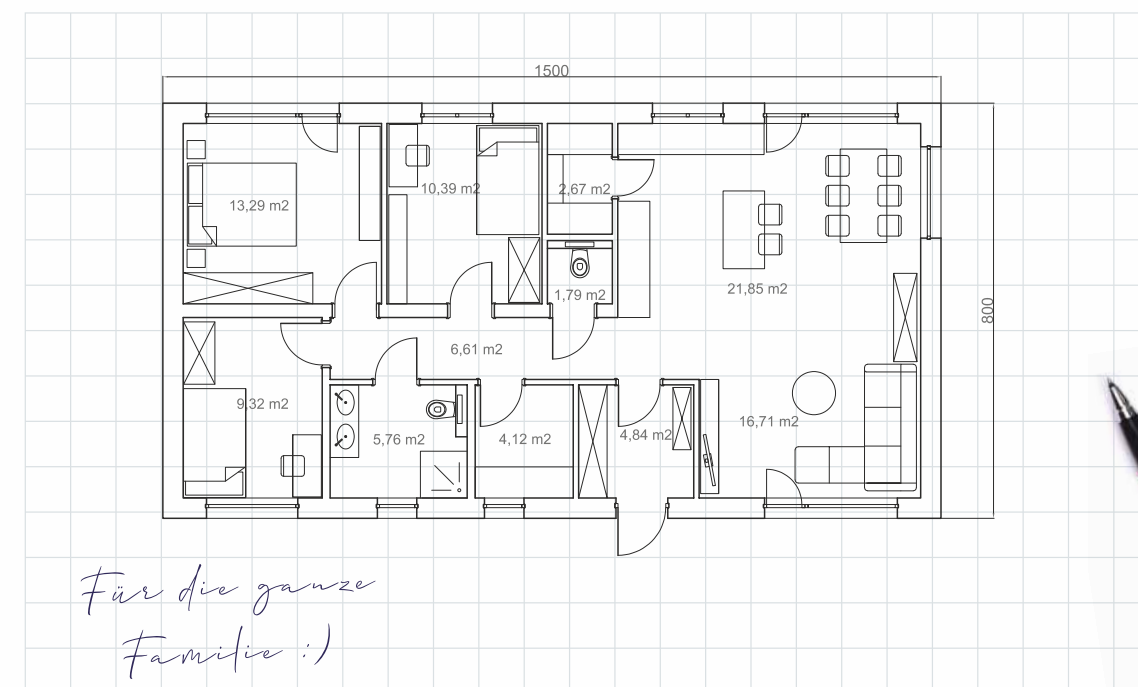 1500
13,29 m2
10,39 m2
2,67 m2
1,79 m2
21,85 m2
800
6,61 m2
9,32 m2
5,76 m2
4,12 m2
4,84 m2
16,71 m2
Für die ganze
Familie :)